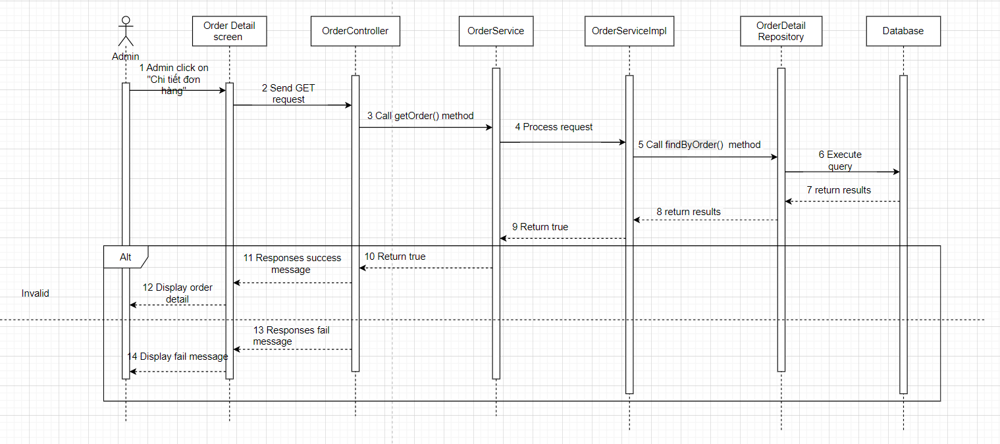 Order Detail
screen
OrderController
OrderService
OrderServiceImpl
OrderDetail
Repository
Database
Admin
1 Admin click on
"Chi tiết đơn
hàng"
2 Send GET
request
3 Call getOrder() method
4 Process request
5 Call findByOrder()  method
6 Execute
query
7 return results
8 return results
9 Return true
Alt
10 Return true
11 Responses success
message
12 Display order
detail
Invalid
13 Responses fail
message
14 Display fail message